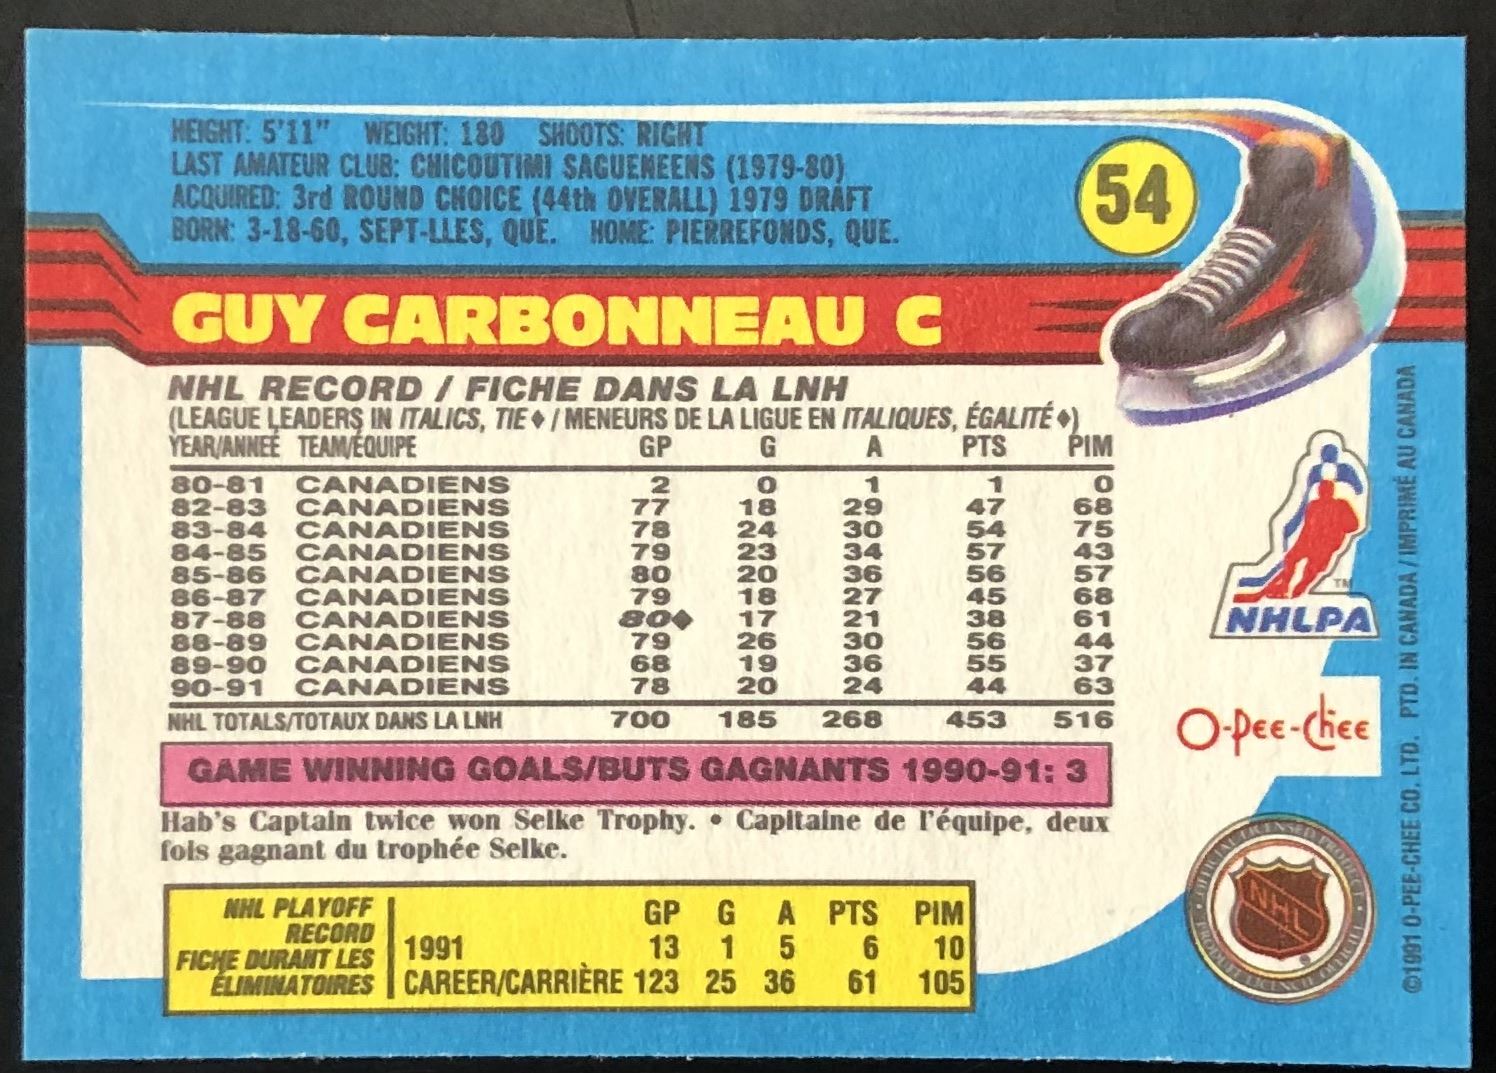 HEIGHT: 5'11" WEIGHT: 180 SHOOTS: RIGHT
LAST AMATEUR CLUB: CHICOUTIMI SAGUENEENS (1979-80)
ACQUIRED: 3rd ROUND CHOICE (44th OVERALL) 1979 DRAFT
BORN: 3-18-60, SEPT-LLES, QUE. HOME: PIERREFONDS, QUE.
54
GUY CARBONNEAU C
NHL RECORD / FICHE DANS LA LNH
(LEAGUE LEADERS IN ITALICS, TIE ♦ / MENEURS DE LA LIGUE EN ITALIQUES, ÉGALITÉ ♦)
YEAR/ANNÉE TEAM/ÉQUIPE GP G A PTS PIM
80-81 CANADIENS 2 0 1 1 0
82-83 CANADIENS 77 18 29 47 68
83-84 CANADIENS 78 24 30 54 75
84-85 CANADIENS 79 23 34 57 43
85-86 CANADIENS 80 20 36 56 57
86-87 CANADIENS 79 18 27 45 68
87-88 CANADIENS 80♦ 17 21 38 61
88-89 CANADIENS 79 26 30 56 44
89-90 CANADIENS 68 19 36 55 37
90-91 CANADIENS 78 20 24 44 63
NHL TOTALS/TOTAUX DANS LA LNH 700 185 268 453 516
GAME WINNING GOALS/BUTS GAGNANTS 1990-91: 3
Hab's Captain twice won Selke Trophy. • Capitaine de l'équipe, deux
fois gagnant du trophée Selke.
NHL PLAYOFF
RECORD
FICHE DURANT LES
ÉLIMINATOIRES
GP G A PTS PIM
1991 13 1 5 6 10
CAREER/CARRIÈRE 123 25 36 61 105
TM
NHLPA
O-Pee-Chee
OFFICIAL LICENSED PRODUCT
NHL
®
PRODUIT LICENCIÉ OFFICIEL
©1991 O-PEE-CHEE CO. LTD. PTD. IN CANADA / IMPRIMÉ AU CANADA